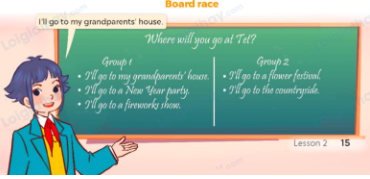 Board race
I'll go to my grandparents' house.
Where will you go at Tet?
Group 1
• I'll go to my grandparents' house.
• I'll go to a New Year party.
• I'll go to a fireworks show.
Group 2
• I'll go to a flower festival.
• I'll go to the countryside.
Lesson 2 15